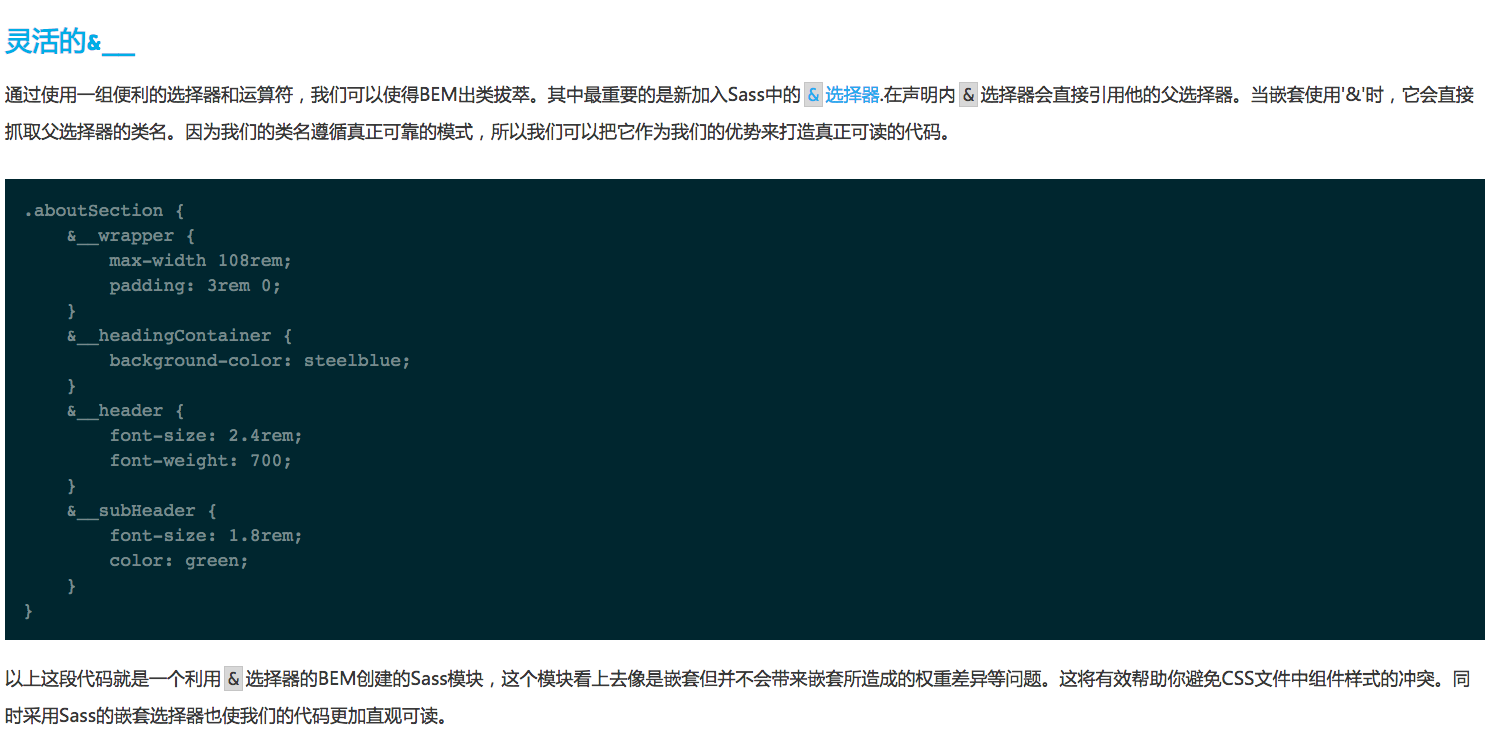 灵活的&__
通过使用一组便利的选择器和运算符，我们可以使得BEM出类拔萃。其中最重要的是新加入Sass中的 & 选择器.在声明内 & 选择器会直接引用他的父选择器。当嵌套使用'&'时，它会直接
抓取父选择器的类名。因为我们的类名遵循真正可靠的模式，所以我们可以把它作为我们的优势来打造真正可读的代码。
.aboutSection {
    &__wrapper {
        max-width 108rem;
        padding: 3rem 0;
    }
    &__headingContainer {
        background-color: steelblue;
    }
    &__header {
        font-size: 2.4rem;
        font-weight: 700;
    }
    &__subHeader {
        font-size: 1.8rem;
        color: green;
    }
}
以上这段代码就是一个利用 & 选择器的BEM创建的Sass模块，这个模块看上去像是嵌套但并不会带来嵌套所造成的权重差异等问题。这将有效帮助你避免CSS文件中组件样式的冲突。同
时采用Sass的嵌套选择器也使我们的代码更加直观可读。